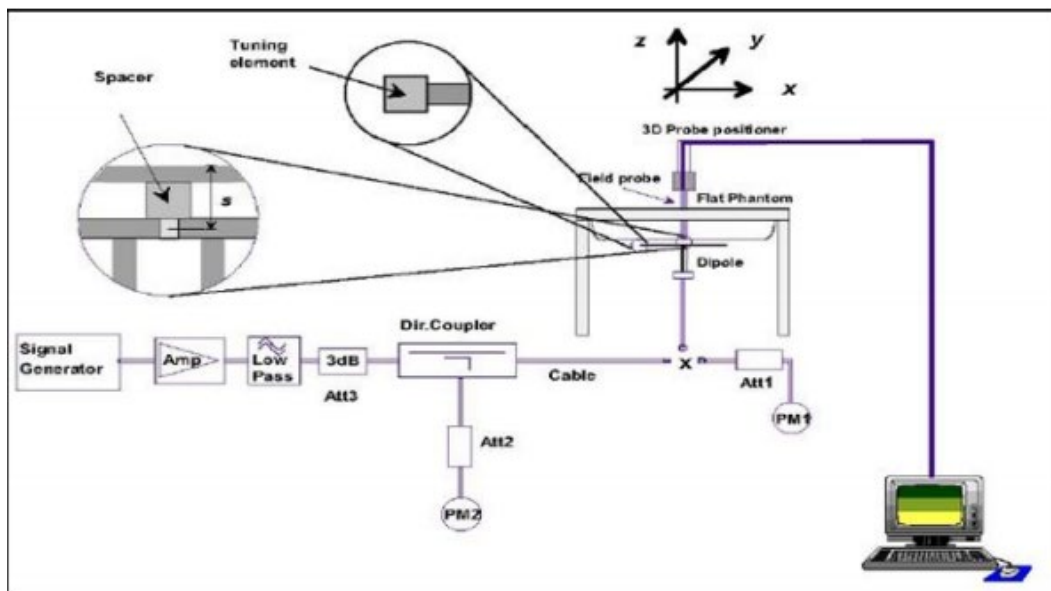 Tuning
element
Spacer
s
z
y
x
3D Probe positioner
Field probe
Flat Phantom
Dipole
Dir.Coupler
Signal
Generator
Amp
Low
Pass
3dB
Att3
Cable
x
Att1
PM1
Att2
PM2